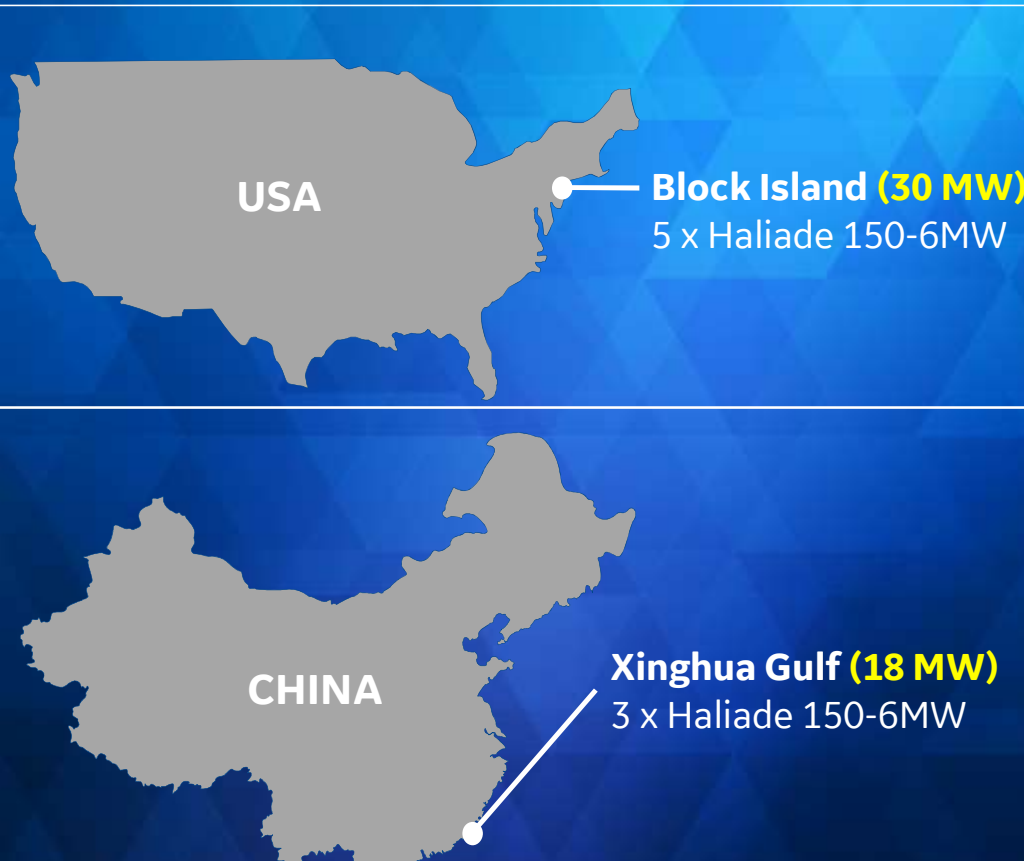 USA
Block Island (30 MW)
5 x Haliade 150-6MW
CHINA
Xinghua Gulf (18 MW)
3 x Haliade 150-6MW